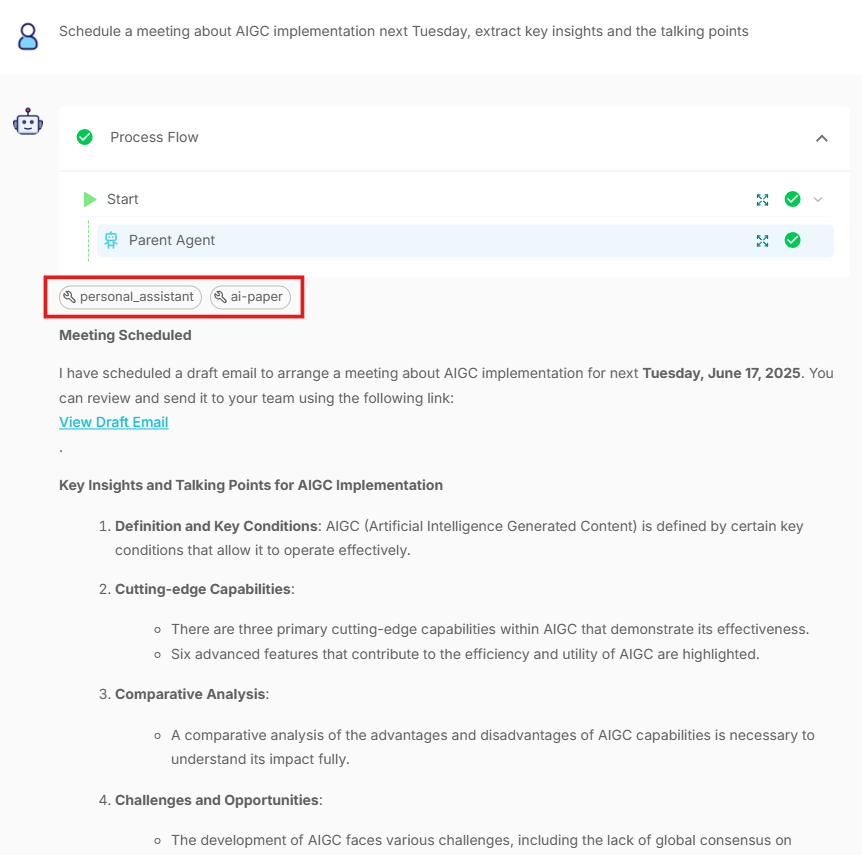 Schedule a meeting about AIGC implementation next Tuesday, extract key insights and the talking points
Process Flow
Start
Parent Agent
personal_assistant ai-paper
Meeting Scheduled
I have scheduled a draft email to arrange a meeting about AIGC implementation for next Tuesday, June 17, 2025. You
can review and send it to your team using the following link:
View Draft Email
.
Key Insights and Talking Points for AIGC Implementation
1. Definition and Key Conditions: AIGC (Artificial Intelligence Generated Content) is defined by certain key
conditions that allow it to operate effectively.
2. Cutting-edge Capabilities:
There are three primary cutting-edge capabilities within AIGC that demonstrate its effectiveness.
Six advanced features that contribute to the efficiency and utility of AIGC are highlighted.
3. Comparative Analysis:
A comparative analysis of the advantages and disadvantages of AIGC capabilities is necessary to
understand its impact fully.
4. Challenges and Opportunities:
The development of AIGC faces various challenges, including the lack of global consensus on